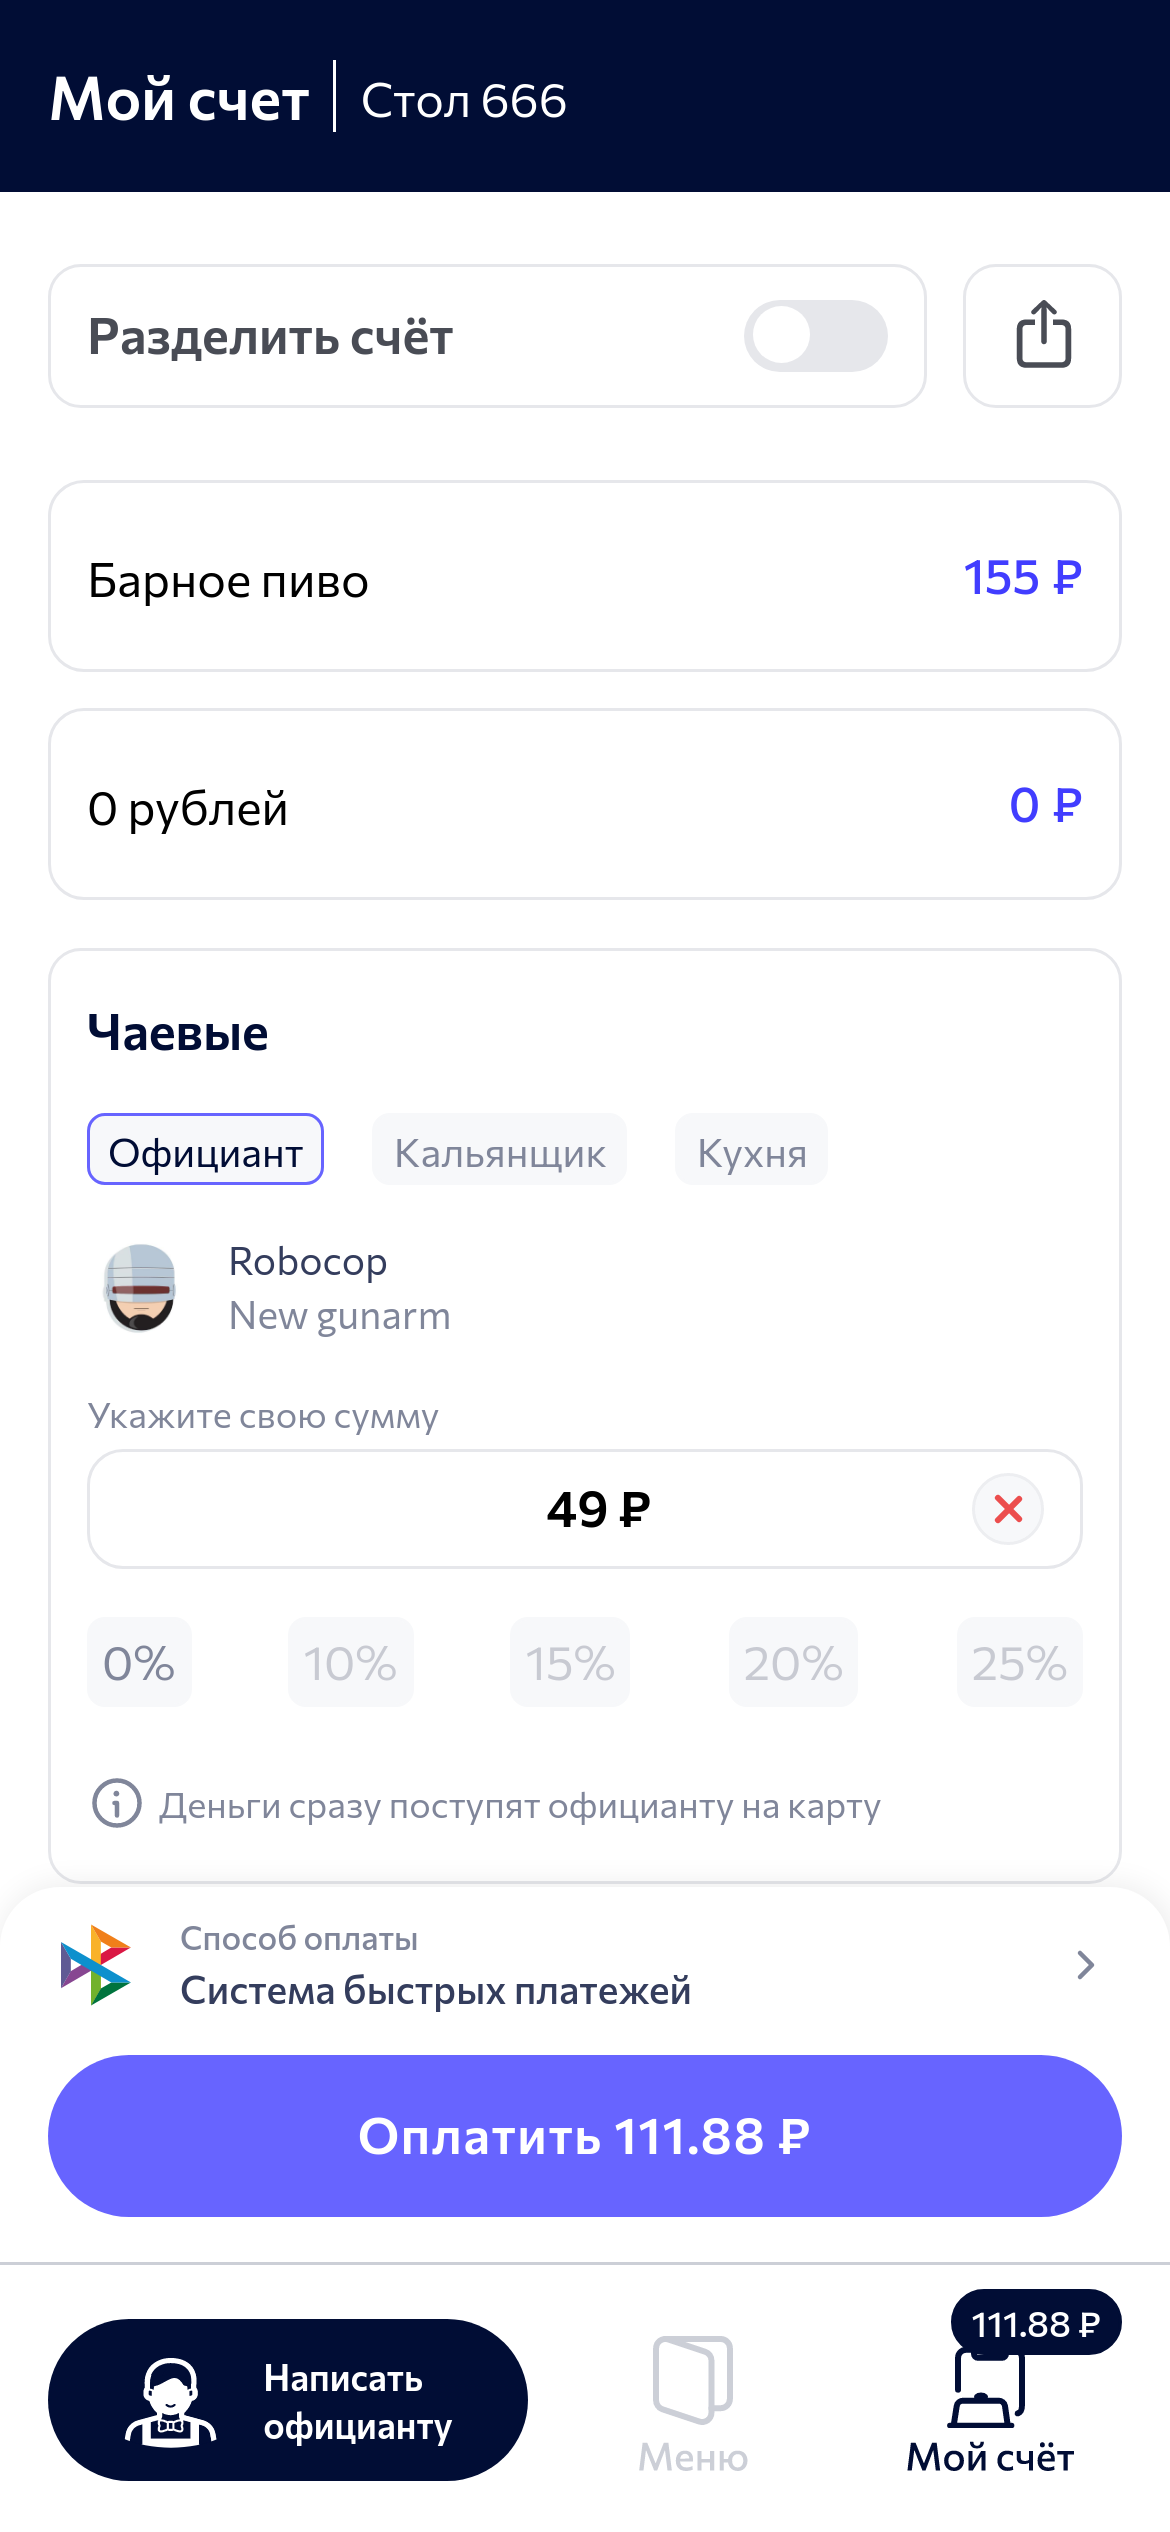 Мой счет
Стол 666
Разделить счёт
Барное пиво
155 ₽
0 рублей
0 ₽
Чаевые
Официант
Кальянщик
Кухня
Robocop
New gunarm
Укажите свою сумму
49 ₽
0%
10%
15%
20%
25%
Деньги сразу поступят официанту на карту
Способ оплаты
Система быстрых платежей
Оплатить 111.88 ₽
111.88 ₽
Написать
официанту
Меню
Мой счёт